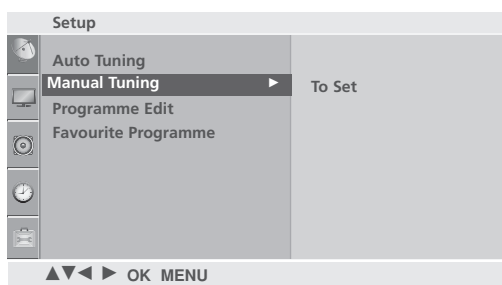 Setup
Auto Tuning
Manual Tuning ▶ To Set
Programme Edit
Favourite Programme
▲▼◀ ▶ OK MENU